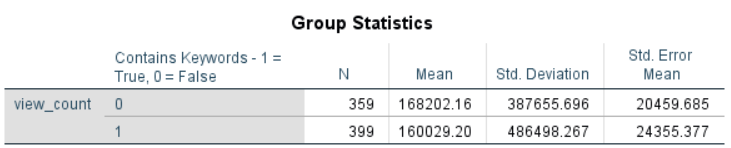 Group Statistics
Contains Keywords - 1 =
True, 0 = False
N
Mean
Std. Deviation
Std. Error
Mean
view_count 0 359 168202.16 387655.696 20459.685
1 399 160029.20 486498.267 24355.377